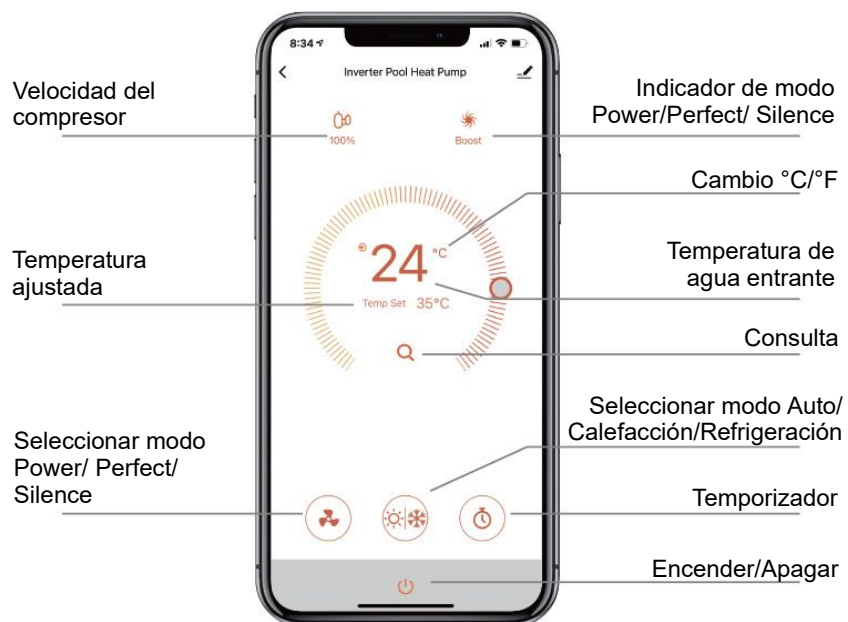 8:34
Inverter Pool Heat Pump
Velocidad del
compresor
Indicador de modo
Power/Perfect/ Silence
100%
Boost
Cambio °C/°F
24 °C
Temperatura
ajustada
Temperatura de
agua entrante
Temp Set 35°C
Consulta
Seleccionar modo Auto/
Calefacción/Refrigeración
Seleccionar modo
Power/ Perfect/
Silence
Temporizador
Encender/Apagar